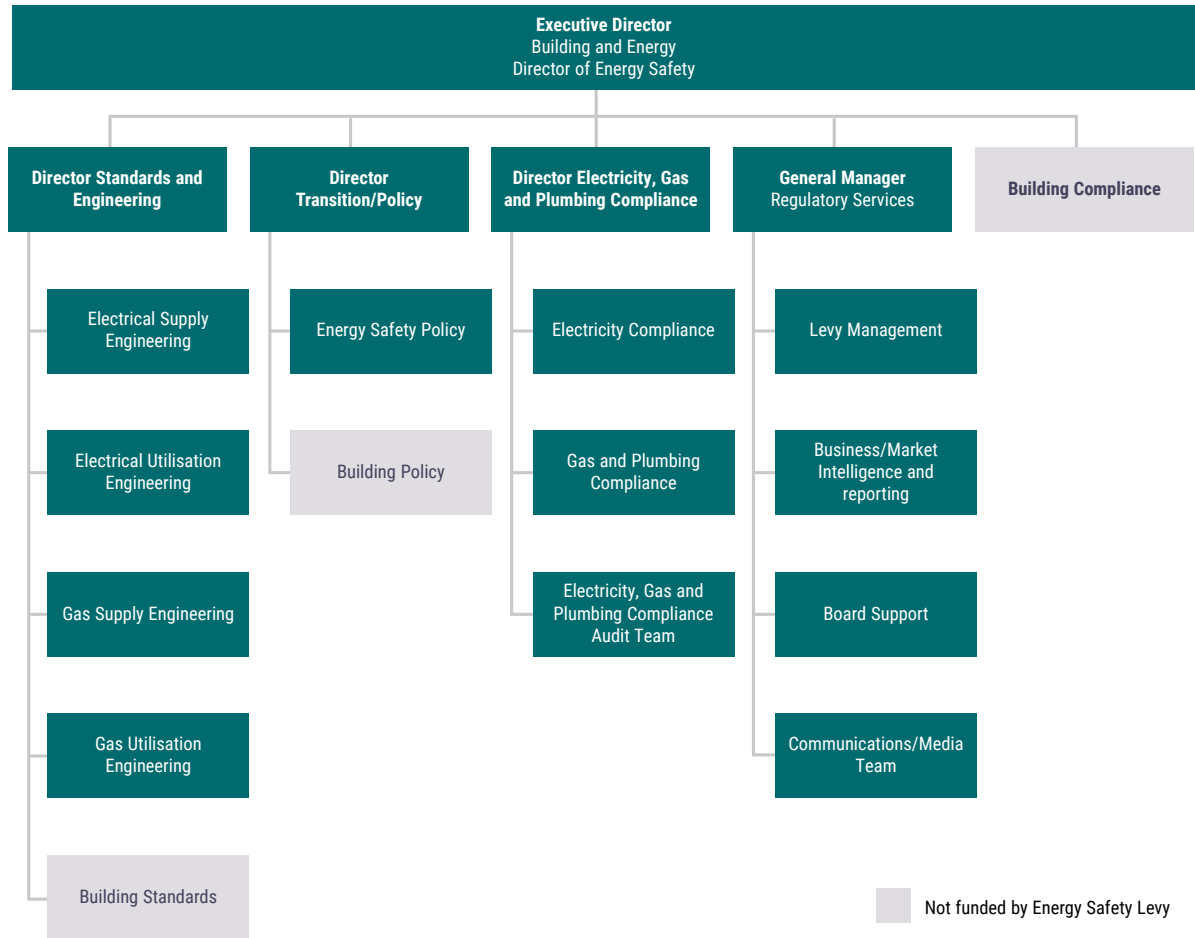 Executive Director
Building and Energy
Director of Energy Safety
Director Standards and
Engineering
Director
Transition/Policy
Director Electricity, Gas
and Plumbing Compliance
General Manager
Regulatory Services
Building Compliance
Electrical Supply
Engineering
Energy Safety Policy
Electricity Compliance
Levy Management
Electrical Utilisation
Engineering
Building Policy
Gas and Plumbing
Compliance
Business/Market
Intelligence and
reporting
Gas Supply Engineering
Electricity, Gas and
Plumbing Compliance
Audit Team
Board Support
Gas Utilisation
Engineering
Communications/Media
Team
Building Standards
Not funded by Energy Safety Levy